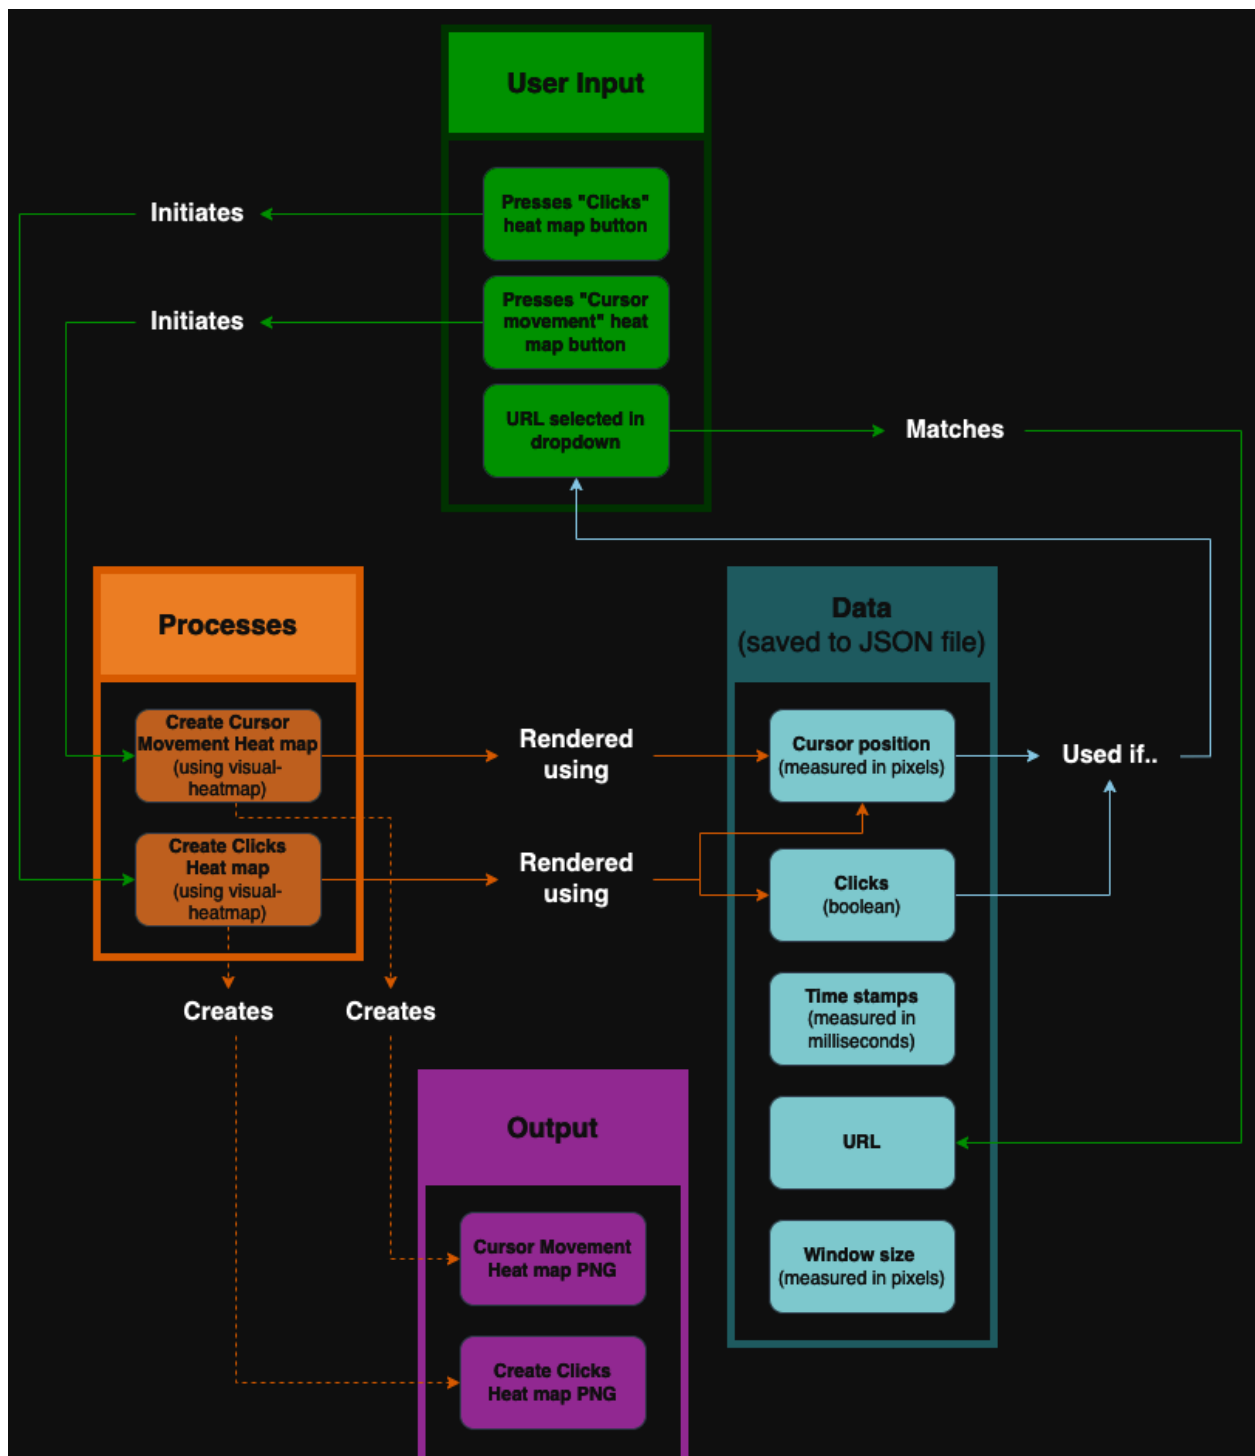 User Input
Presses "Clicks"
heat map button
Initiates
Presses "Cursor
movement" heat
map button
Initiates
URL selected in
dropdown
Matches
Processes
Create Cursor
Movement Heat map
(using visual-
heatmap)
Create Clicks
Heat map
(using visual-
heatmap)
Rendered
using
Rendered
using
Data
(saved to JSON file)
Cursor position
(measured in pixels)
Clicks
(boolean)
Time stamps
(measured in
milliseconds)
URL
Window size
(measured in pixels)
Used if..
Creates
Creates
Output
Cursor Movement
Heat map PNG
Create Clicks
Heat map PNG